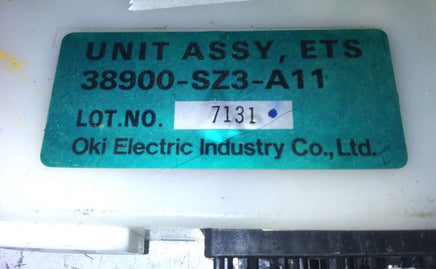 UNIT ASSY, ETS
38900-SZ3-A11
LOT.NO. 7131
Oki Electric Industry Co., Ltd.